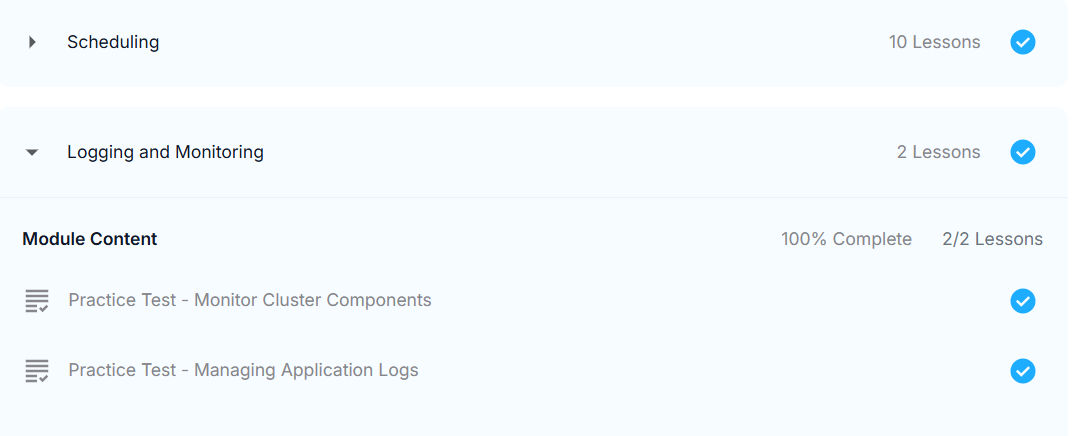 Scheduling 10 Lessons
Logging and Monitoring 2 Lessons
Module Content 100% Complete 2/2 Lessons
Practice Test - Monitor Cluster Components
Practice Test - Managing Application Logs